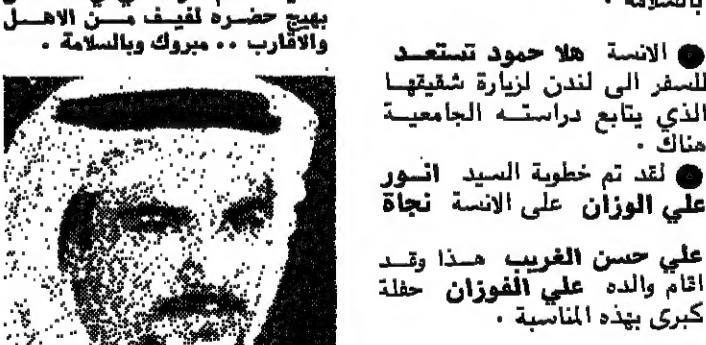 بالسلامة .
● الانسة هلا حمود تستعد
للسفر الى لندن لزيارة شقيقها
الذي يتابع دراسته الجامعية
هناك .
● لقد تم خطوبة السيد انور
علي الوزان على الانسة نجاة
علي حسن الغريب هذا وقد
اقام والده علي الفوزان حفلة
كبرى بهذه المناسبة .
بهيج حضره لفيف من الاهل
والاقارب .. مبروك وبالسلامة .